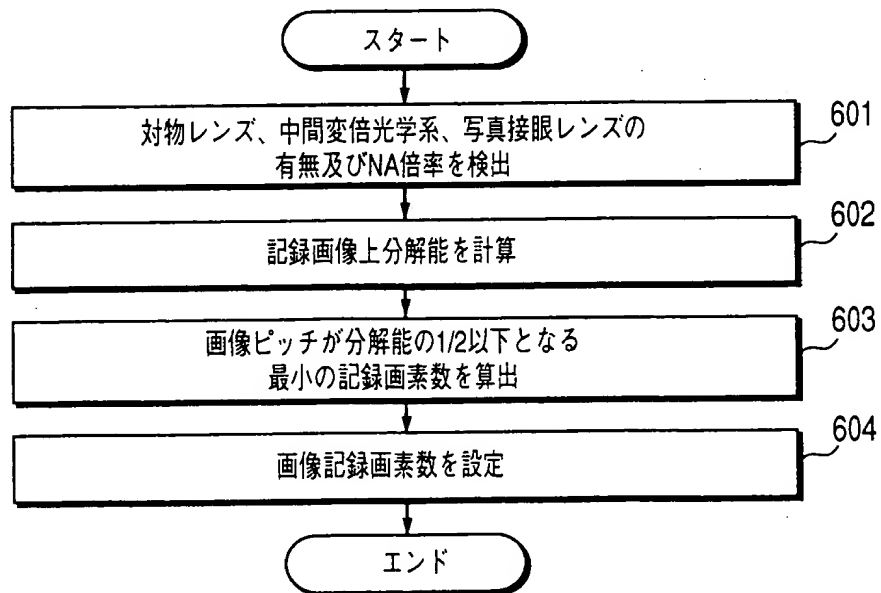 スタート
対物レンズ、中間変倍光学系、写真接眼レンズの
有無及びNA倍率を検出
601
記録画像上分解能を計算
602
画像ピッチが分解能の1/2以下となる
最小の記録画素数を算出
603
画像記録画素数を設定
604
エンド